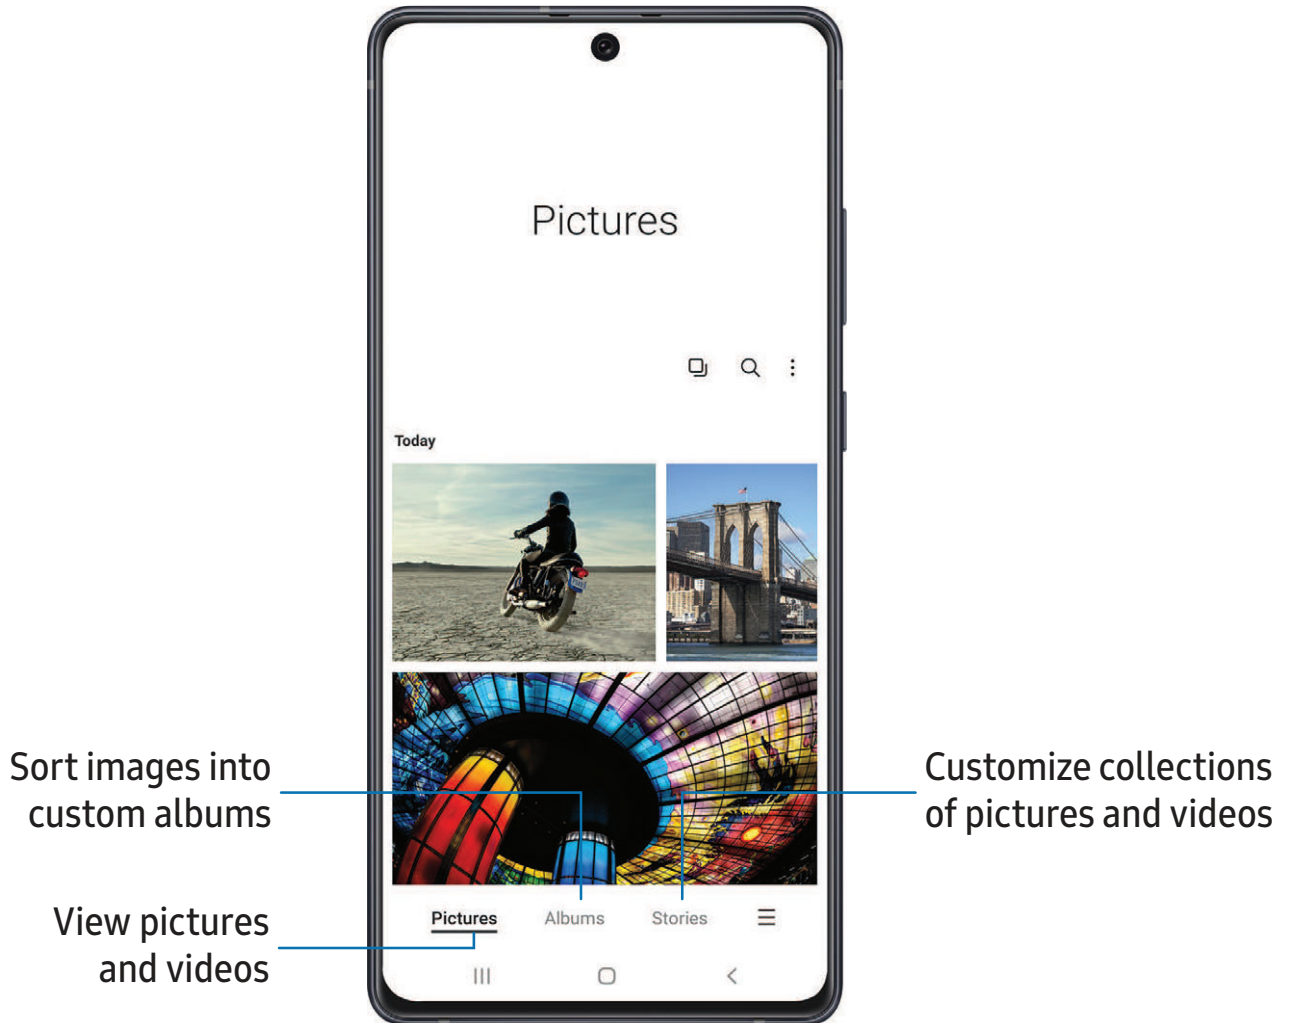 Pictures
Today
Sort images into
custom albums
Customize collections
of pictures and videos
View pictures
and videos
Pictures
Albums
Stories